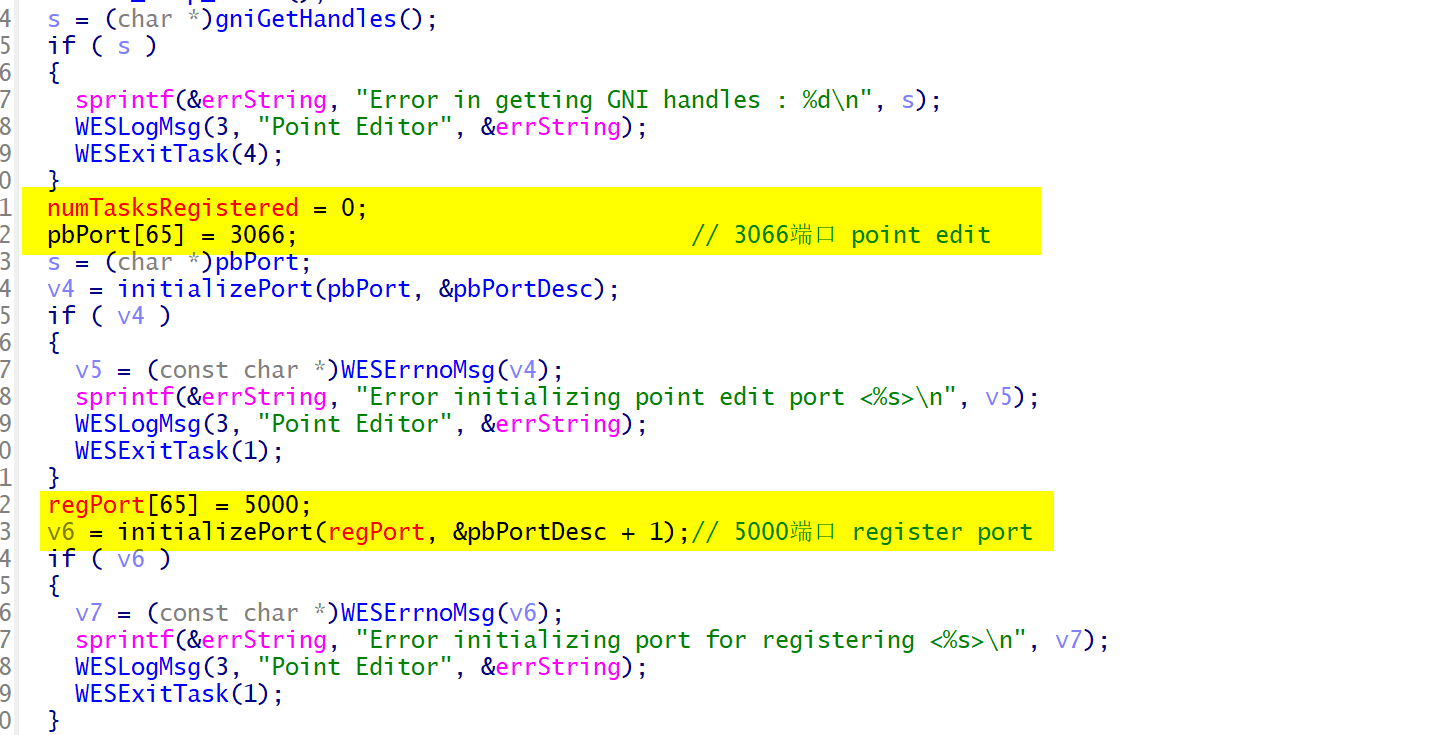 4 s = (char *)gniGetHandles();
5 if ( s )
6 {
7 sprintf(&errString, "Error in getting GNI handles : %d\n", s);
8 WESLogMsg(3, "Point Editor", &errString);
9 WESExitTask(4);
0 }
1 numTasksRegistered = 0;
2 pbPort[65] = 3066; // 3066端口 point edit
3 s = (char *)pbPort;
4 v4 = initializePort(pbPort, &pbPortDesc);
5 if ( v4 )
6 {
7 v5 = (const char *)WESErrnoMsg(v4);
8 sprintf(&errString, "Error initializing point edit port <%s>\n", v5);
9 WESLogMsg(3, "Point Editor", &errString);
0 WESExitTask(1);
1 }
2 regPort[65] = 5000;
3 v6 = initializePort(regPort, &pbPortDesc + 1);// 5000端口 register port
4 if ( v6 )
5 {
6 v7 = (const char *)WESErrnoMsg(v6);
7 sprintf(&errString, "Error initializing port for registering <%s>\n", v7);
8 WESLogMsg(3, "Point Editor", &errString);
9 WESExitTask(1);
0 }